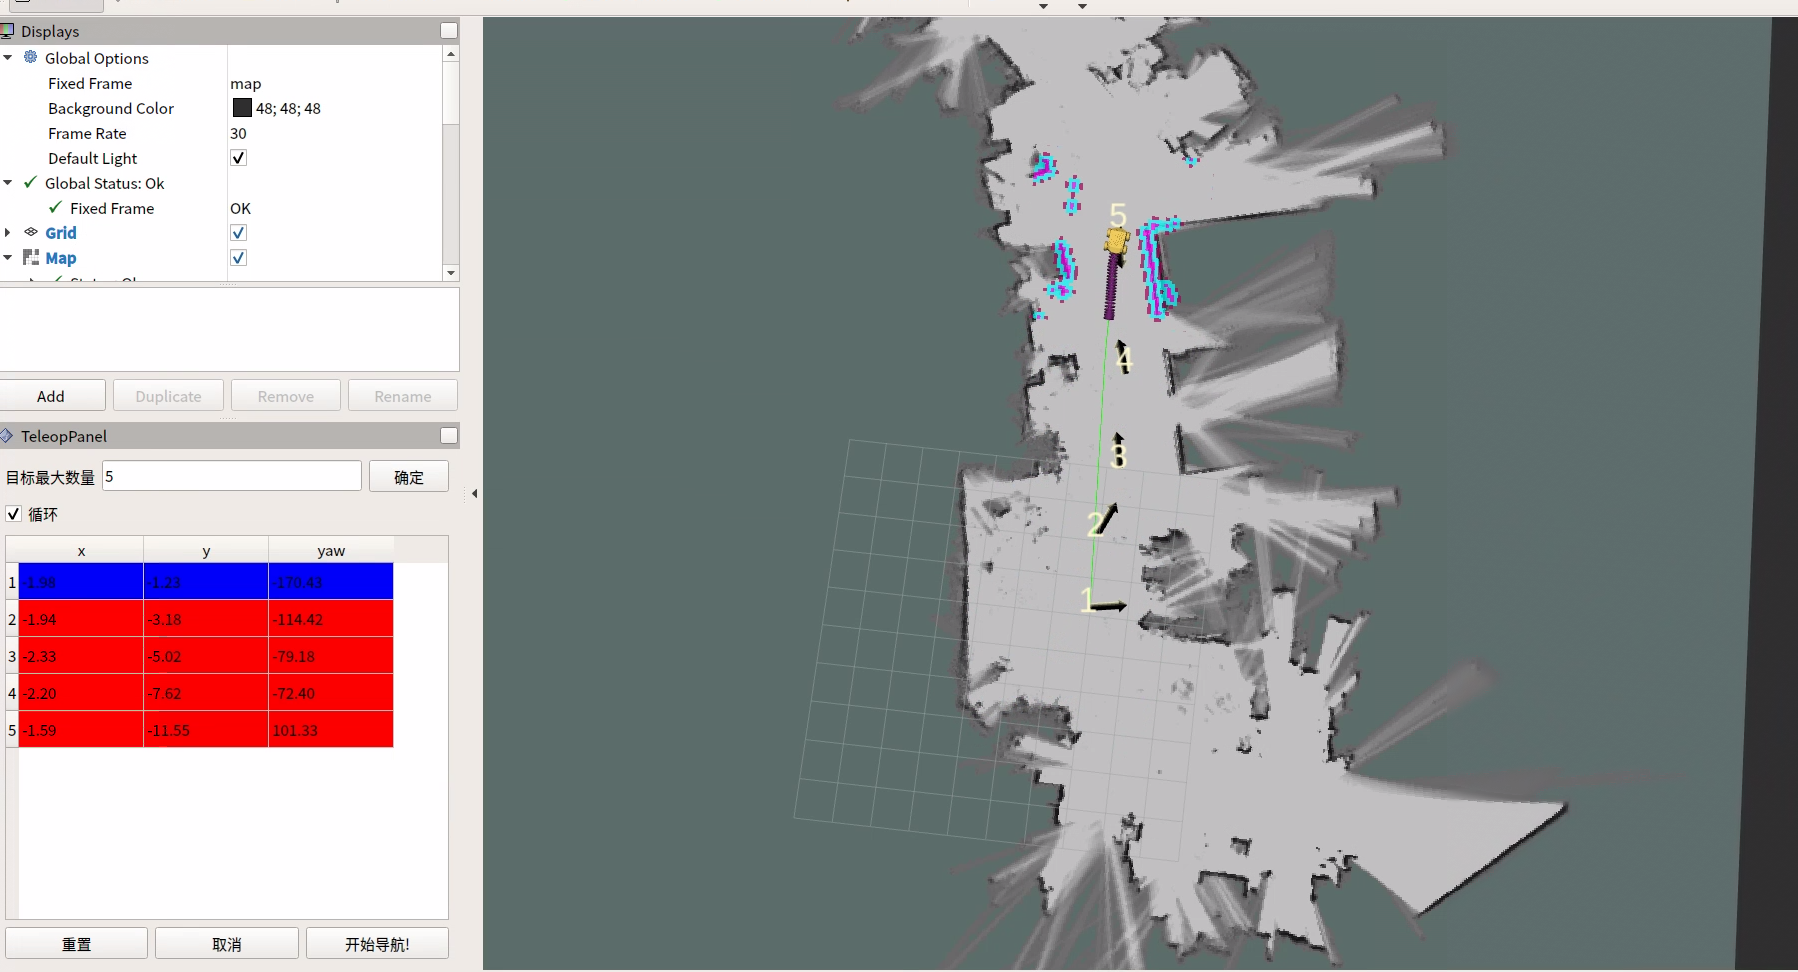 Displays
Global Options
Fixed Frame map
Background Color 48; 48; 48
Frame Rate 30
Default Light
Global Status: Ok
Fixed Frame OK
Grid
Map
Add Duplicate Remove Rename
TeleopPanel
目标最大数量 5 确定
循环
x y yaw
1 -1.98 -1.23 -170.43
2 -1.94 -3.18 -114.42
3 -2.33 -5.02 -79.18
4 -2.20 -7.62 -72.40
5 -1.59 -11.55 101.33
重置 取消 开始导航!
5
4
3
2
1